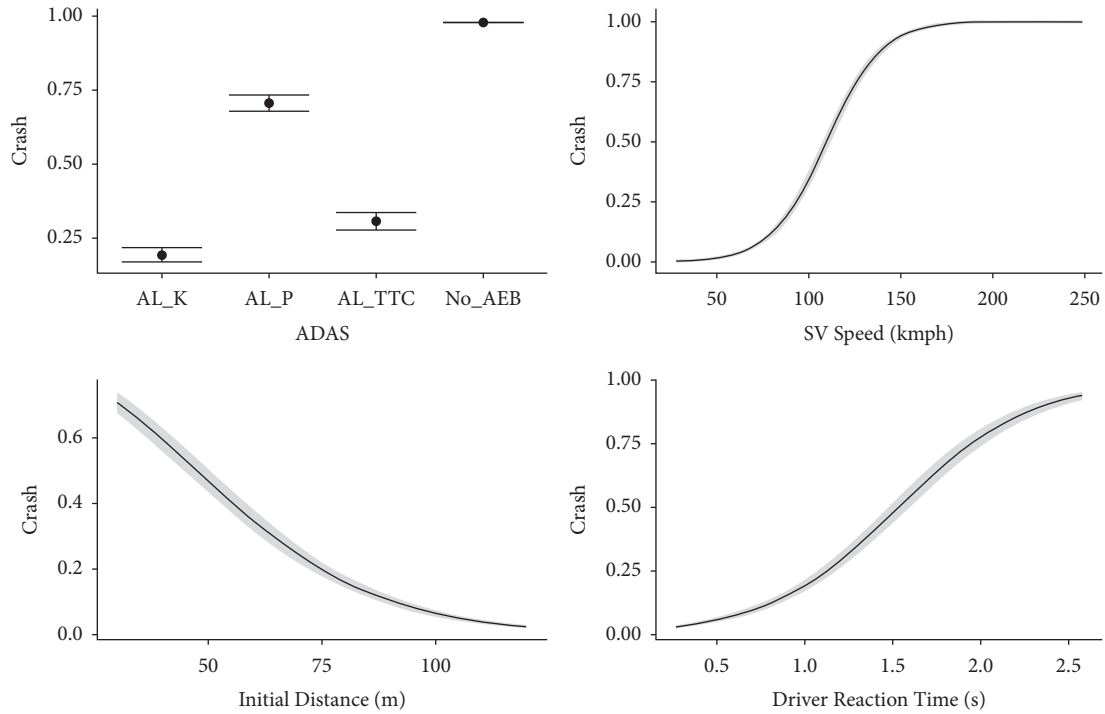 1.00
0.75
0.50
0.25
Crash
AL_K AL_P AL_TTC No_AEB
ADAS
1.00
0.75
0.50
0.25
0.00
Crash
50 100 150 200 250
SV Speed (kmph)
0.6
0.4
0.2
0.0
Crash
50 75 100
Initial Distance (m)
1.00
0.75
0.50
0.25
0.00
Crash
0.5 1.0 1.5 2.0 2.5
Driver Reaction Time (s)